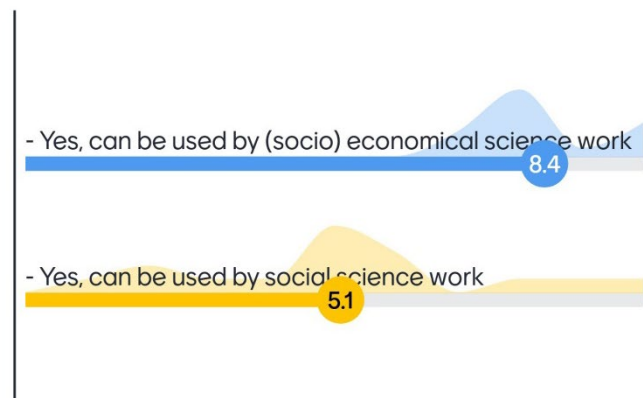 - Yes, can be used by (socio) economical science work
8.4
- Yes, can be used by social science work
5.1